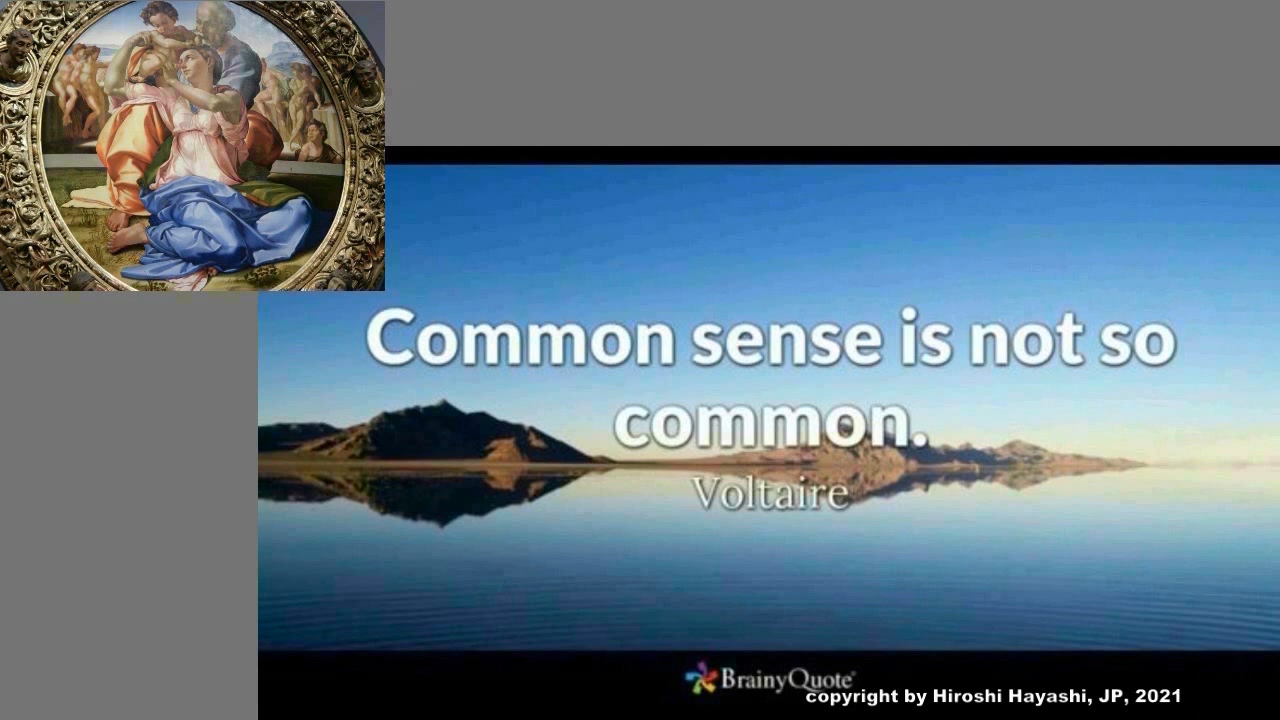 Common sense is not so
common.
Voltaire
BrainyQuote
copyright by Hiroshi Hayashi, JP, 2021